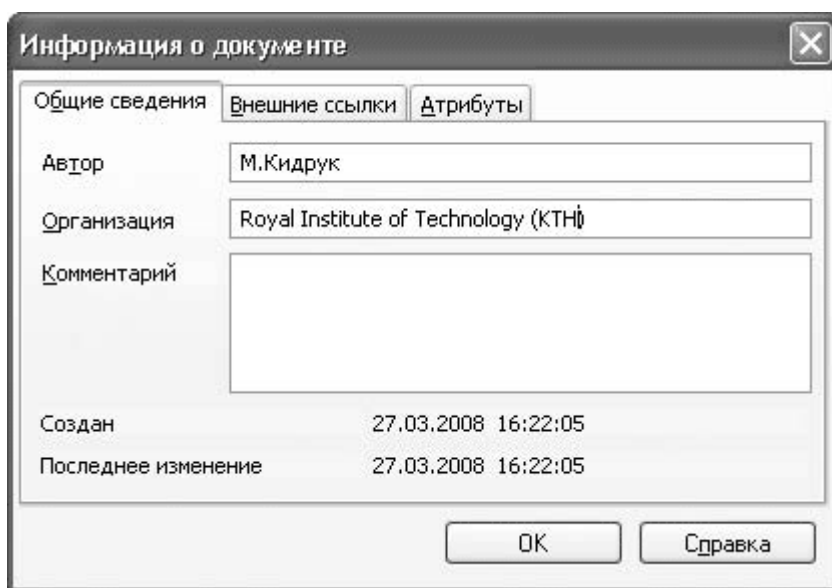 Информация о документе
Общие сведения Внешние ссылки Атрибуты
Автор М.Кидрук
Организация Royal Institute of Technology (KTH)
Комментарий
Создан 27.03.2008 16:22:05
Последнее изменение 27.03.2008 16:22:05
OK Справка